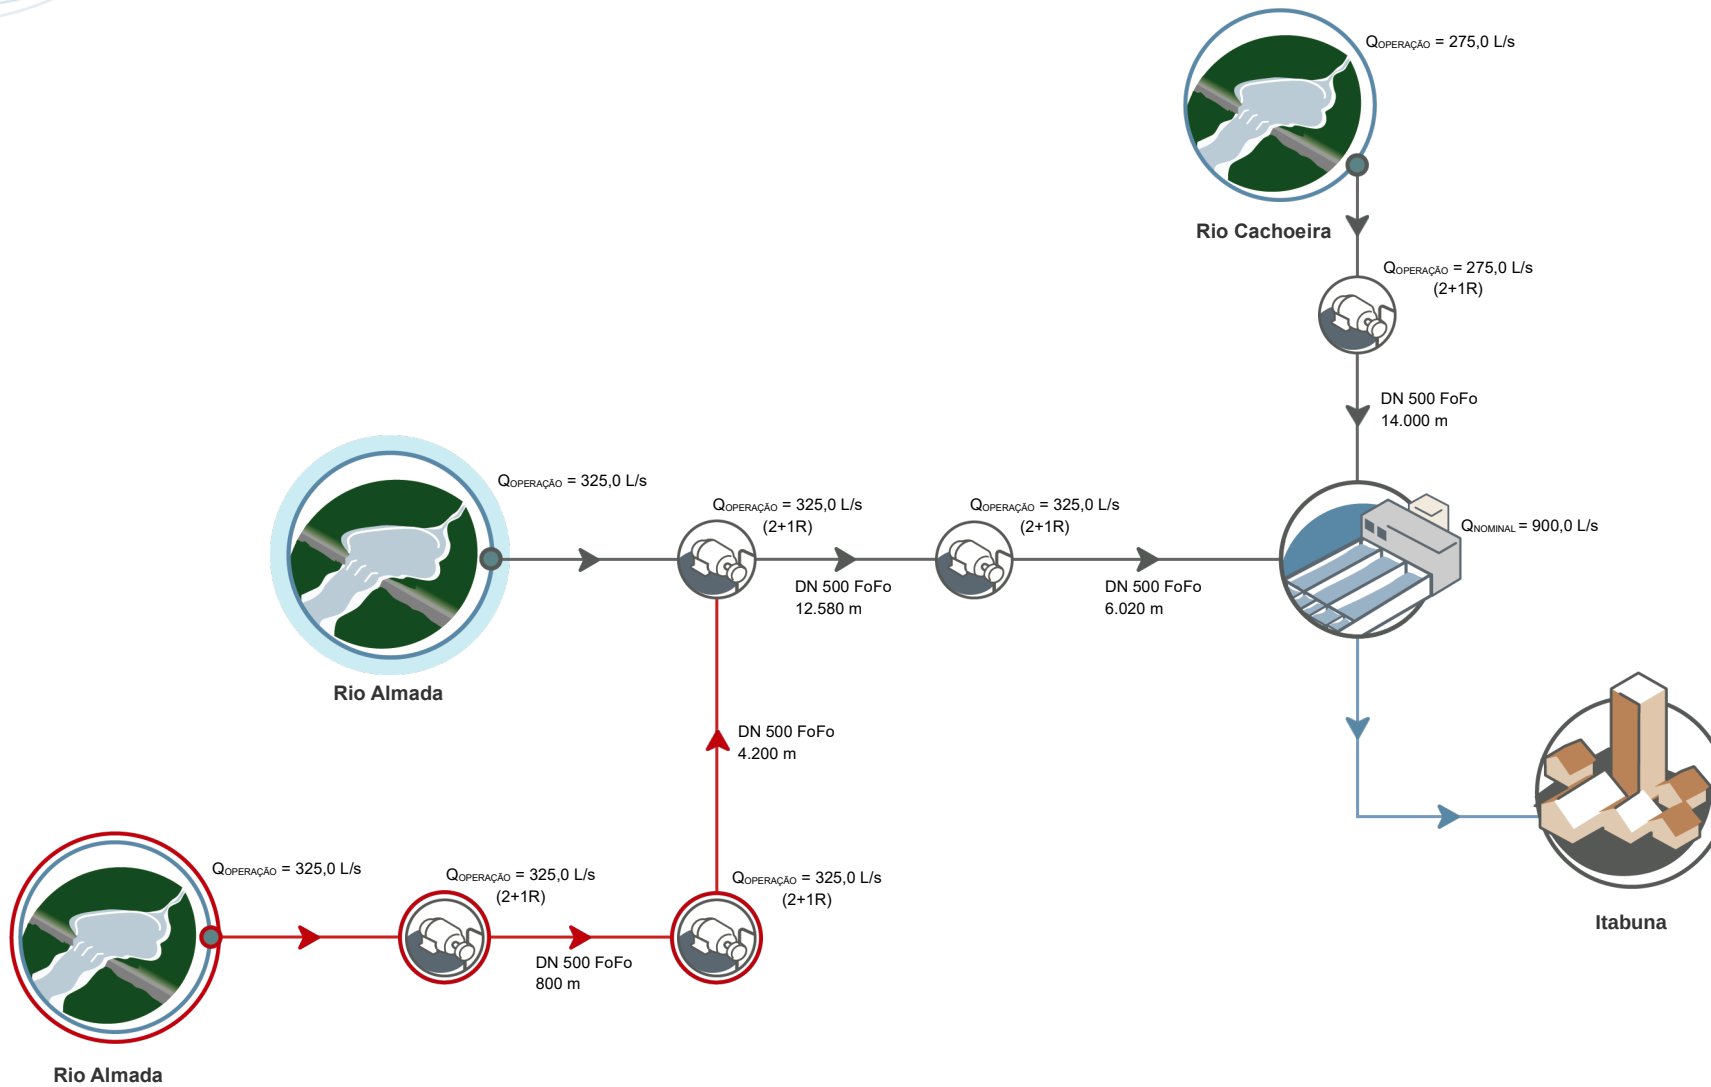 QOPERAÇÃO = 275,0 L/s
Rio Cachoeira
QOPERAÇÃO = 275,0 L/s
(2+1R)
DN 500 FoFo
14.000 m
QOPERAÇÃO = 325,0 L/s
Rio Almada
QOPERAÇÃO = 325,0 L/s
(2+1R)
DN 500 FoFo
12.580 m
QOPERAÇÃO = 325,0 L/s
(2+1R)
DN 500 FoFo
6.020 m
QNOMINAL = 900,0 L/s
DN 500 FoFo
4.200 m
QOPERAÇÃO = 325,0 L/s
Rio Almada
QOPERAÇÃO = 325,0 L/s
(2+1R)
DN 500 FoFo
800 m
QOPERAÇÃO = 325,0 L/s
(2+1R)
Itabuna